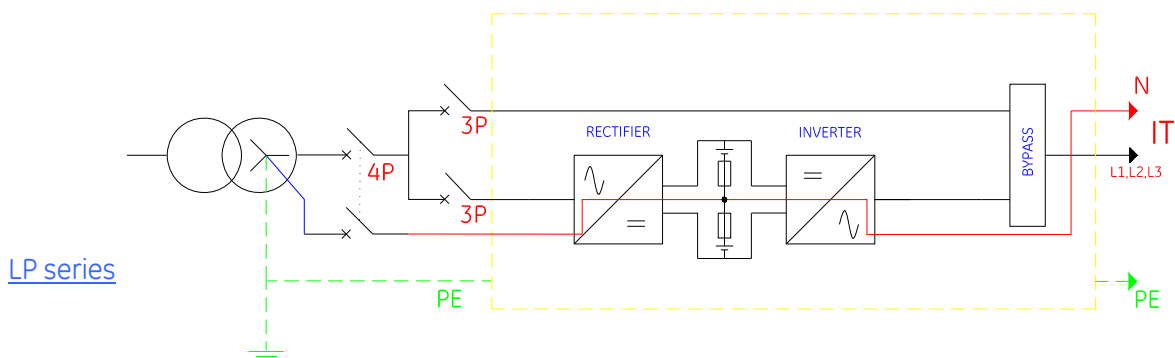 N
3P
RECTIFIER
INVERTER
BYPASS
IT
4P
L1,L2,L3
3P
LP series
PE
PE